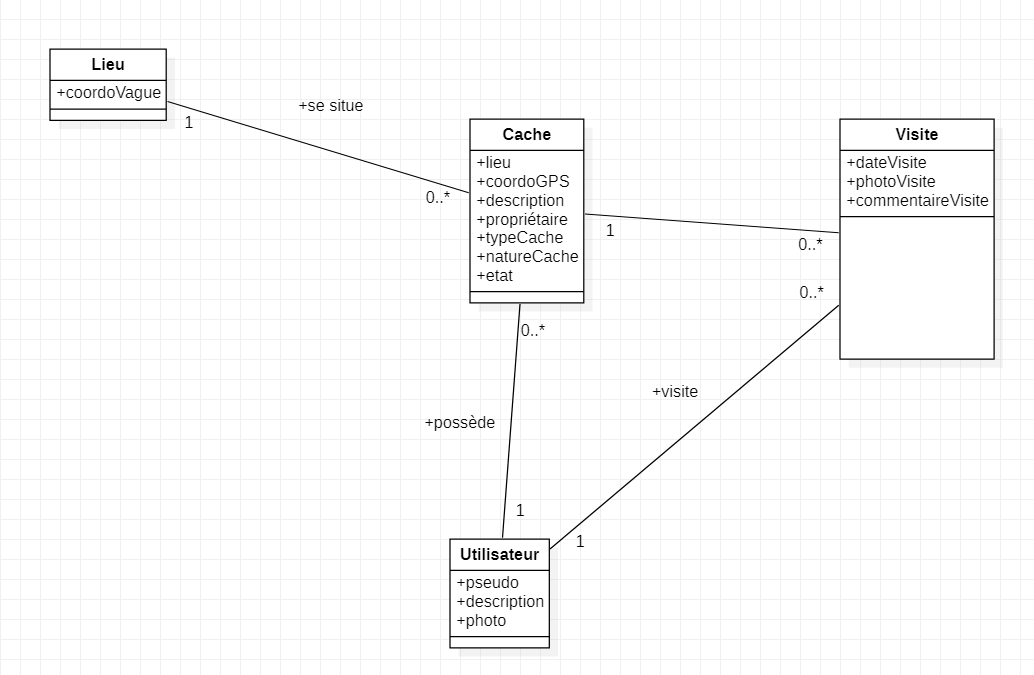 Lieu
+coordoVague
1
+se situe
0..*
Cache
+lieu
+coordoGPS
+description
+propriétaire
+typeCache
+natureCache
+etat
1
0..*
Visite
+dateVisite
+photoVisite
+commentaireVisite
0..*
0..*
+possède
+visite
1
1
Utilisateur
+pseudo
+description
+photo